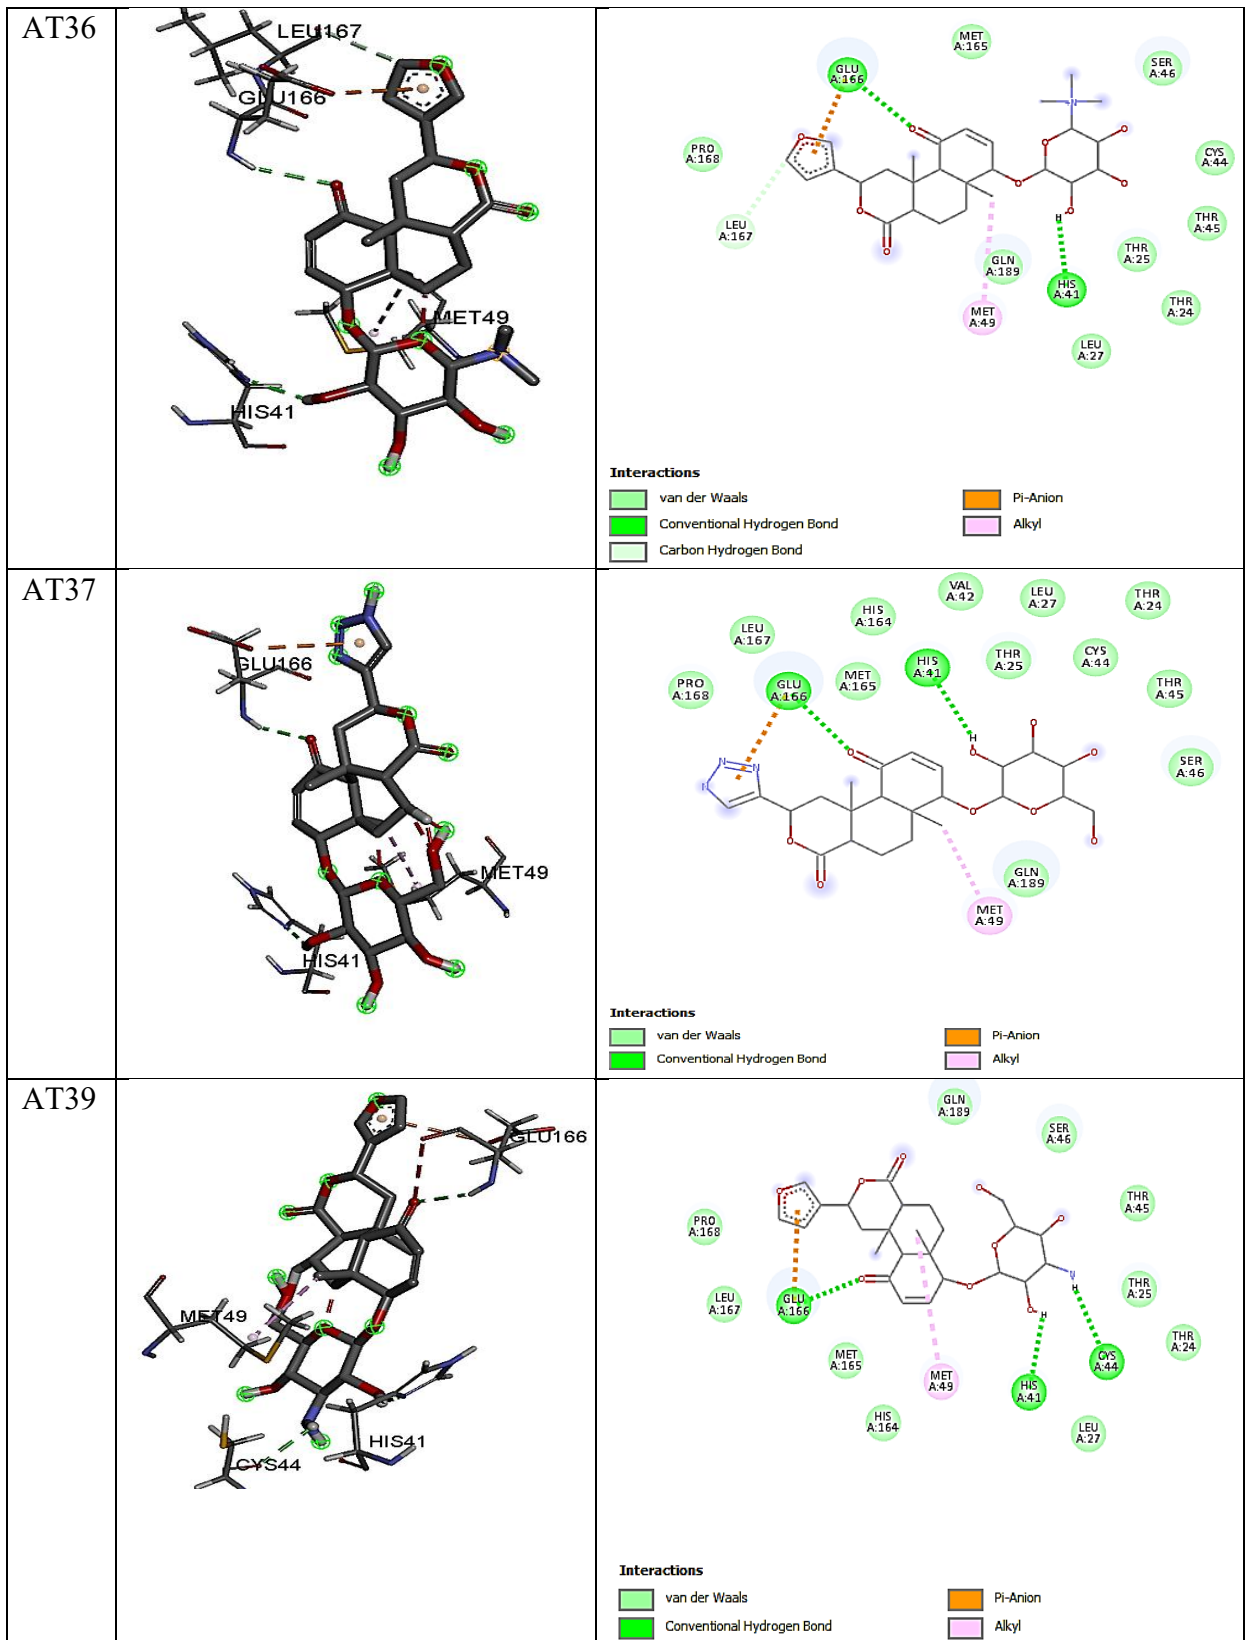 AT36
LEU167
GLU166
MET49
HIS41
MET
A:165
GLU
A:166
SER
A:46
PRO
A:168
N
O
O
O
O
O
O
O
O
O
H
CYS
A:44
LEU
A:167
THR
A:45
GLN
A:189
THR
A:25
HIS
A:41
MET
A:49
THR
A:24
LEU
A:27
Interactions
van der Waals
Pi-Anion
Conventional Hydrogen Bond
Alkyl
Carbon Hydrogen Bond
AT37
GLU166
MET49
HIS41
VAL
A:42
LEU
A:27
THR
A:24
HIS
A:164
LEU
A:167
HIS
A:41
THR
A:25
CYS
A:44
PRO
A:168
GLU
A:166
MET
A:165
THR
A:45
SER
A:46
N
N
N
H
O
O
O
O
O
O
O
O
O
GLN
A:189
MET
A:49
Interactions
van der Waals
Pi-Anion
Conventional Hydrogen Bond
Alkyl
AT39
GLU166
MET49
HIS41
CYS44
GLN
A:189
SER
A:46
O
O
O
O
O
O
O
O
O
N
H
H
PRO
A:168
THR
A:45
LEU
A:167
GLU
A:166
THR
A:25
MET
A:165
MET
A:49
HIS
A:41
CYS
A:44
THR
A:24
HIS
A:164
LEU
A:27
Interactions
van der Waals
Pi-Anion
Conventional Hydrogen Bond
Alkyl